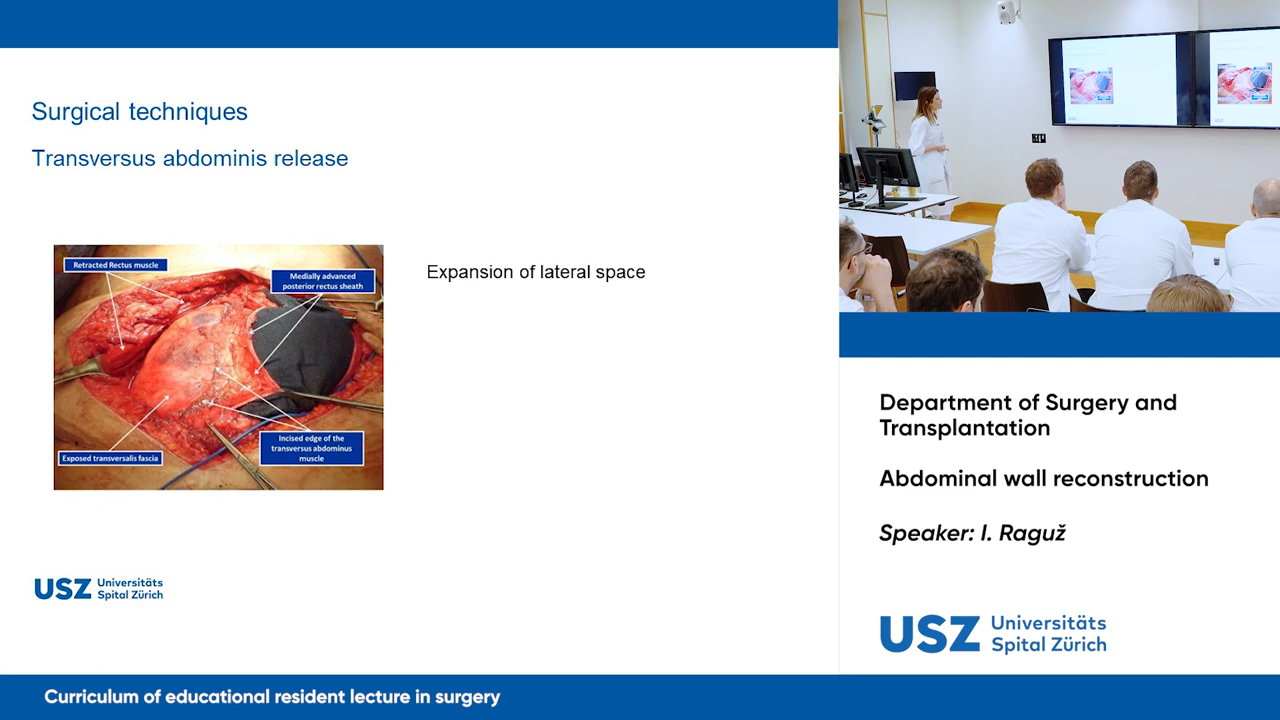 Surgical techniques
Transversus abdominis release
Retracted Rectus muscle
Medially advanced
posterior rectus sheath
Exposed transversalis fascia
Incised edge of the
transversus abdominus
muscle
Expansion of lateral space
USZ Universitäts
Spital Zürich
USZ
USZ
Department of Surgery and
Transplantation
Abdominal wall reconstruction
Speaker: I. Raguž
USZ Universitäts
Spital Zürich
Curriculum of educational resident lecture in surgery